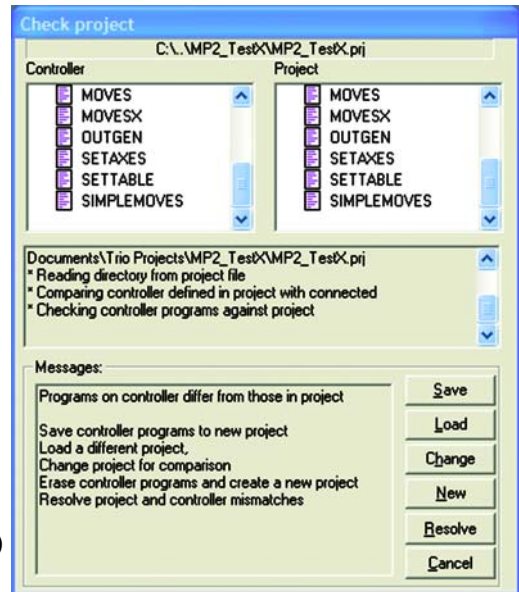 Check project
C:\..\MP2_TestX\MP2_TestX.prj
Controller
Project
MOVES
MOVESX
OUTGEN
SETAXES
SETTABLE
SIMPLEMOVES
MOVES
MOVESX
OUTGEN
SETAXES
SETTABLE
SIMPLEMOVES
Documents\Trio Projects\MP2_TestX\MP2_TestX.prj
* Reading directory from project file
* Comparing controller defined in project with connected
* Checking controller programs against project
Messages:
Programs on controller differ from those in project
Save controller programs to new project
Load a different project,
Change project for comparison
Erase controller programs and create a new project
Resolve project and controller mismatches
Save
Load
Change
New
Resolve
Cancel
)